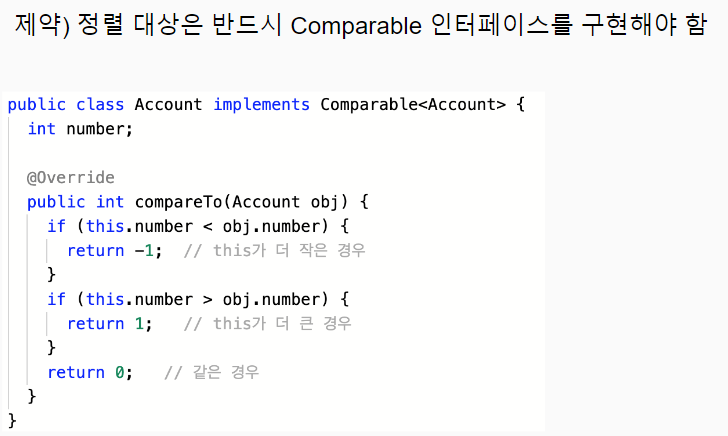 제약) 정렬 대상은 반드시 Comparable 인터페이스를 구현해야 함
public class Account implements Comparable<Account> {
int number;
@Override
public int compareTo(Account obj) {
if (this.number < obj.number) {
return -1; // this가 더 작은 경우
}
if (this.number > obj.number) {
return 1; // this가 더 큰 경우
}
return 0; // 같은 경우
}
}